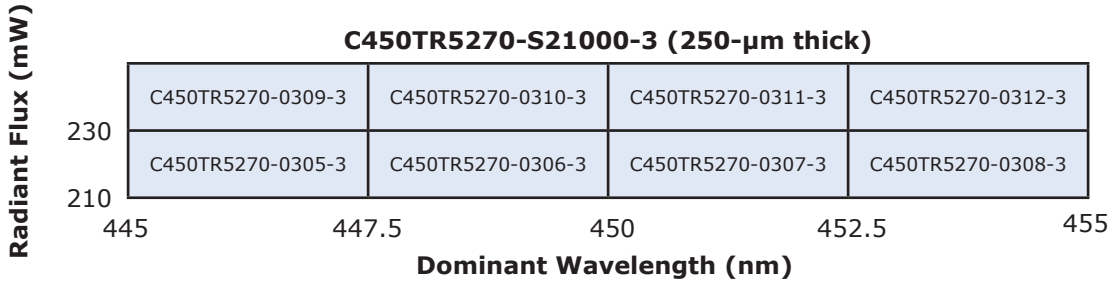 C450TR5270-S21000-3 (250-μm thick)
Radiant Flux (mW)
C450TR5270-0309-3 C450TR5270-0310-3 C450TR5270-0311-3 C450TR5270-0312-3
230
C450TR5270-0305-3 C450TR5270-0306-3 C450TR5270-0307-3 C450TR5270-0308-3
210
445 447.5 450 452.5 455
Dominant Wavelength (nm)